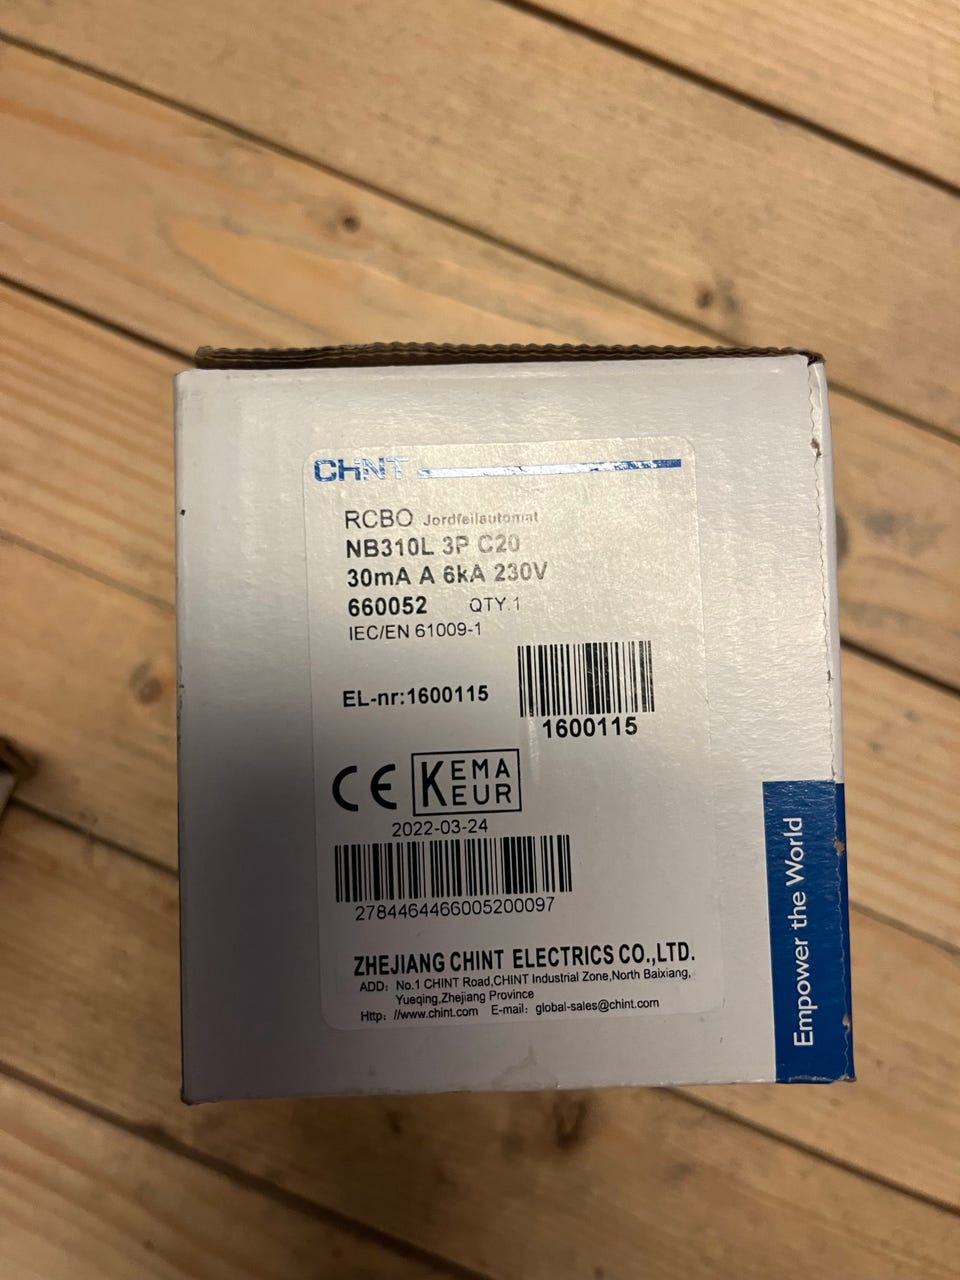 CHNT
RCBO Jordfeilautomat
NB310L 3P C20
30mA A 6kA 230V
660052 QTY.1
IEC/EN 61009-1
EL-nr:1600115
1600115
CE KEMA
KEUR
2022-03-24
2784464466005200097
ZHEJIANG CHINT ELECTRICS CO.,LTD.
ADD: No.1 CHINT Road,CHINT Industrial Zone,North Baixiang,
Yueqing,Zhejiang Province
Http: //www.chint.com E-mail: global-sales@chint.com
Empower the World